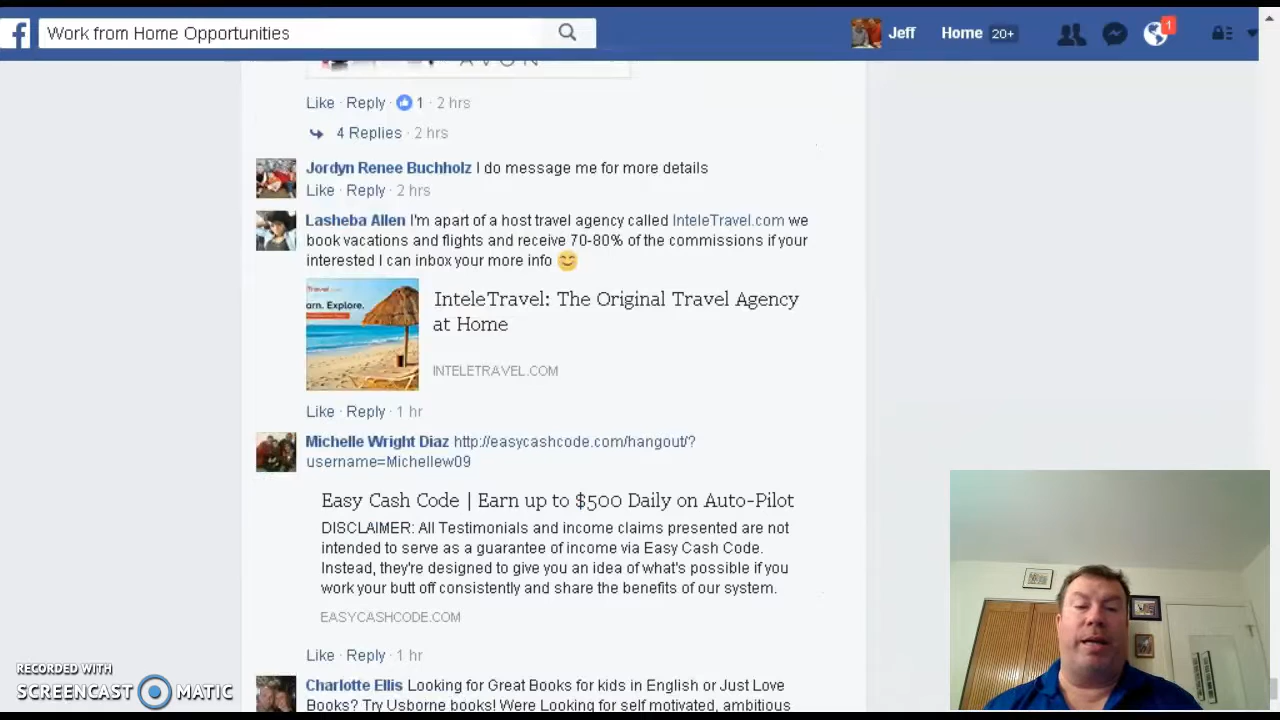 f
Work from Home Opportunities
Jeff
Home 20+
1
AVON
Like · Reply · 1 · 2 hrs
4 Replies · 2 hrs
Jordyn Renee Buchholz I do message me for more details
Like · Reply · 2 hrs
Lasheba Allen I'm apart of a host travel agency called InteleTravel.com we
book vacations and flights and receive 70-80% of the commissions if your
interested I can inbox your more info
Travel
arn. Explore.
InteleTravel: The Original Travel Agency
at Home
INTELETRAVEL.COM
Like · Reply · 1 hr
Michelle Wright Diaz http://easycashcode.com/hangout/?
username=Michellew09
Easy Cash Code | Earn up to $500 Daily on Auto-Pilot
DISCLAIMER: All Testimonials and income claims presented are not
intended to serve as a guarantee of income via Easy Cash Code.
Instead, they're designed to give you an idea of what's possible if you
work your butt off consistently and share the benefits of our system.
EASYCASHCODE.COM
Like · Reply · 1 hr
Charlotte Ellis Looking for Great Books for kids in English or Just Love
Books? Try Usborne books! Were Looking for self motivated, ambitious
RECORDED WITH
SCREENCAST MATIC